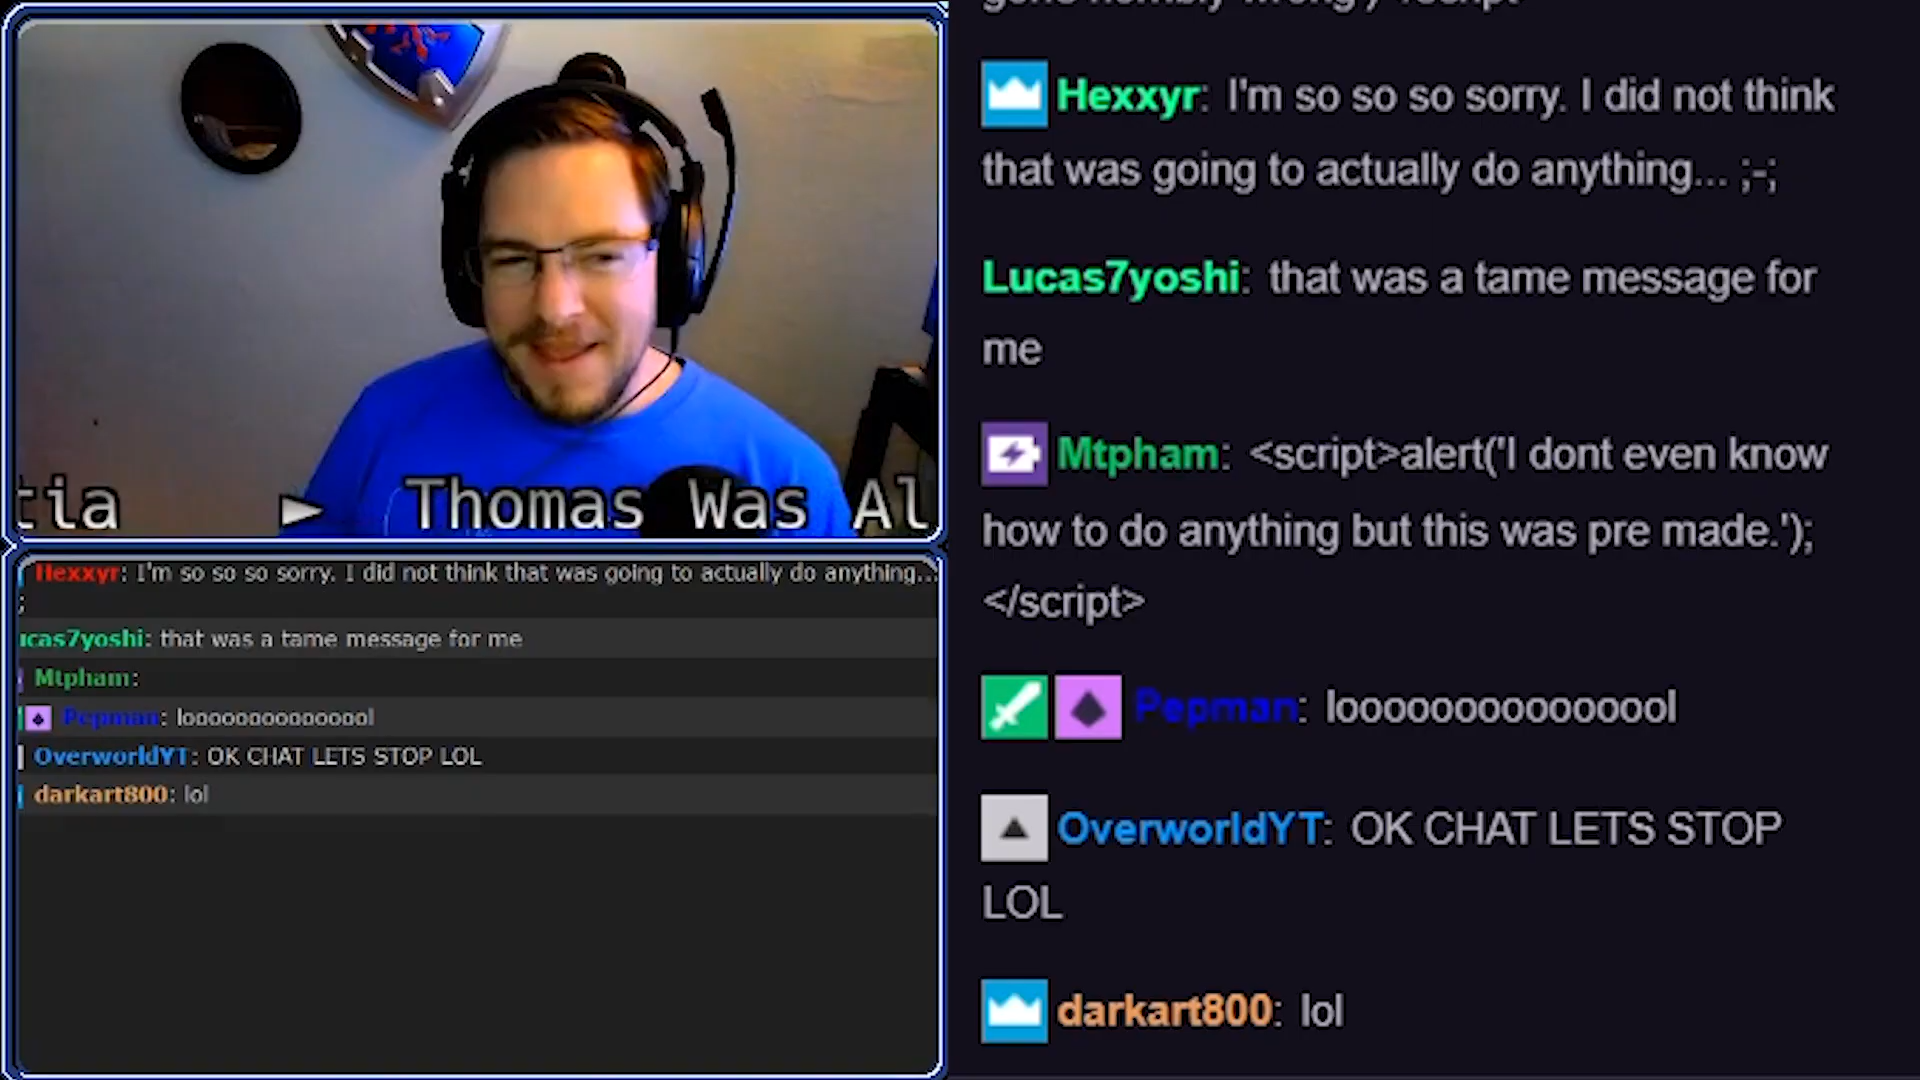 tia ► Thomas Was Al
Hexxyr: I'm so so so sorry. I did not think that was going to actually do anything...
;
ucas7yoshi: that was a tame message for me
Mtpham:
Pepman: looooooooooooool
OverworldYT: OK CHAT LETS STOP LOL
darkart800: lol
Hexxyr: I'm so so so sorry. I did not think
that was going to actually do anything... ;-;
Lucas7yoshi: that was a tame message for
me
Mtpham: <script>alert('I dont even know
how to do anything but this was pre made.');
</script>
Pepman: looooooooooooool
OverworldYT: OK CHAT LETS STOP
LOL
darkart800: lol